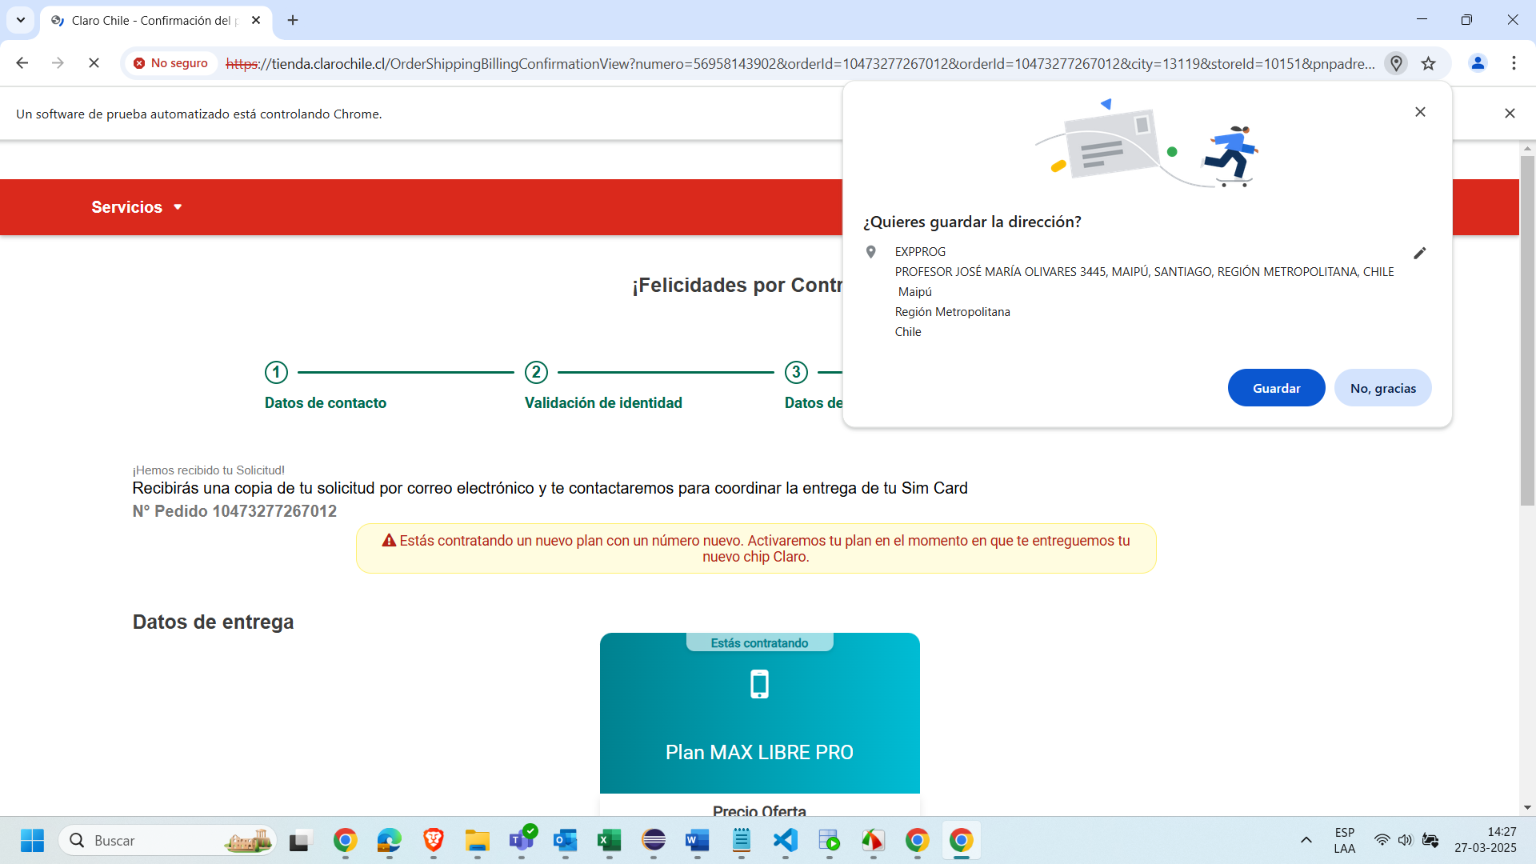 Claro Chile - Confirmación del p
No seguro
https://tienda.clarochile.cl/OrderShippingBillingConfirmationView?numero=56958143902&orderId=10473277267012&orderId=10473277267012&city=13119&storeId=10151&pnpadre...
Un software de prueba automatizado está controlando Chrome.
Servicios
¿Quieres guardar la dirección?
EXPPROG
PROFESOR JOSÉ MARÍA OLIVARES 3445, MAIPÚ, SANTIAGO, REGIÓN METROPOLITANA, CHILE
Maipú
Región Metropolitana
Chile
Guardar
No, gracias
¡Felicidades por Contr
1
2
3
Datos de contacto
Validación de identidad
Datos de
¡Hemos recibido tu Solicitud!
Recibirás una copia de tu solicitud por correo electrónico y te contactaremos para coordinar la entrega de tu Sim Card
N° Pedido 10473277267012
Estás contratando un nuevo plan con un número nuevo. Activaremos tu plan en el momento en que te entreguemos tu
nuevo chip Claro.
Datos de entrega
Estás contratando
Plan MAX LIBRE PRO
Precio Oferta
Buscar
ESP
LAA
14:27
27-03-2025